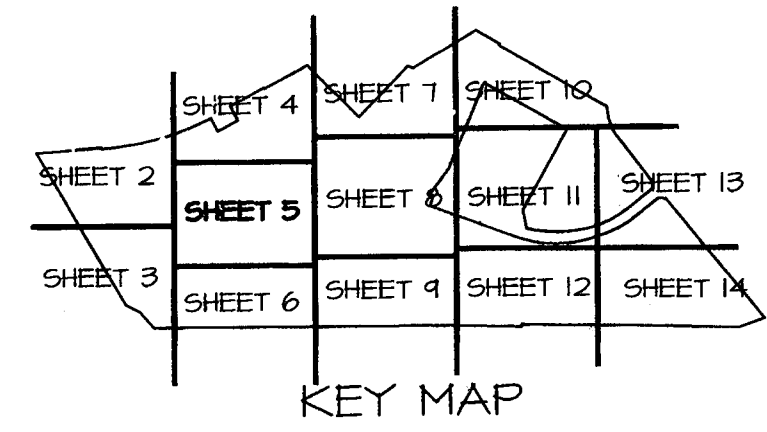 SHEET 2
SHEET 3
SHEET 4
SHEET 5
SHEET 6
SHEET 7
SHEET 8
SHEET 9
SHEET 10
SHEET 11
SHEET 12
SHEET 13
SHEET 14
KEY MAP